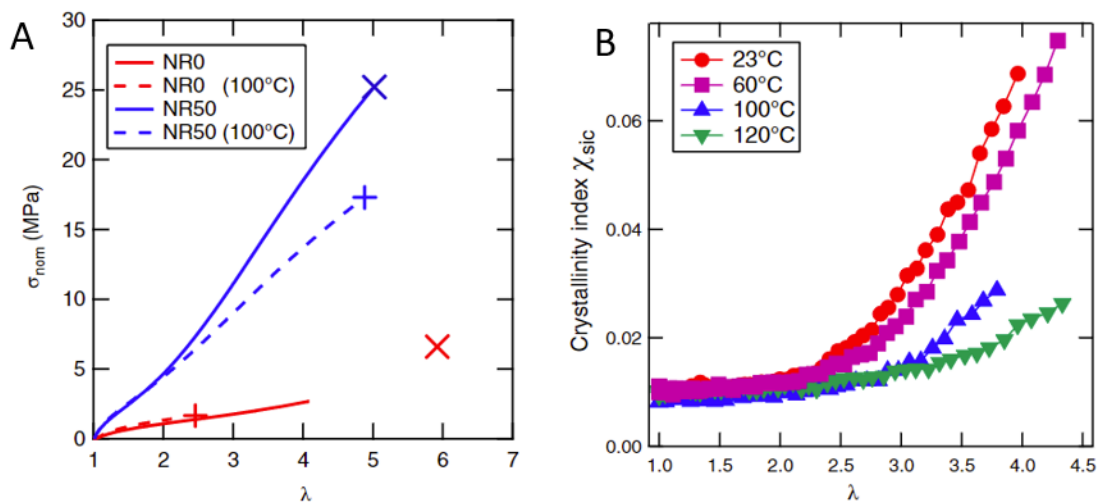 A
30
25
20
15
10
5
0
σnom (MPa)
NR0
NR0 (100°C)
NR50
NR50 (100°C)
1 2 3 4 5 6 7
λ
B
0.06
0.04
0.02
0.00
Crystallinity index χsic
23°C
60°C
100°C
120°C
1.0 1.5 2.0 2.5 3.0 3.5 4.0 4.5
λ